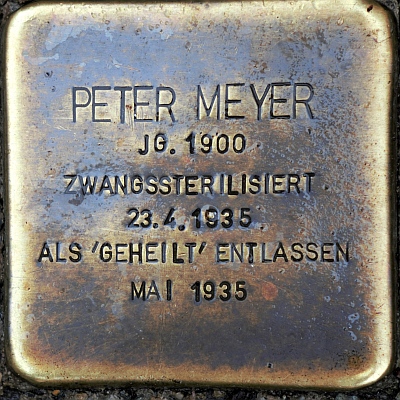 PETER MEYER
JG. 1900
ZWANGSSTERILISIERT
23.4.1935
ALS 'GEHEILT' ENTLASSEN
MAI 1935